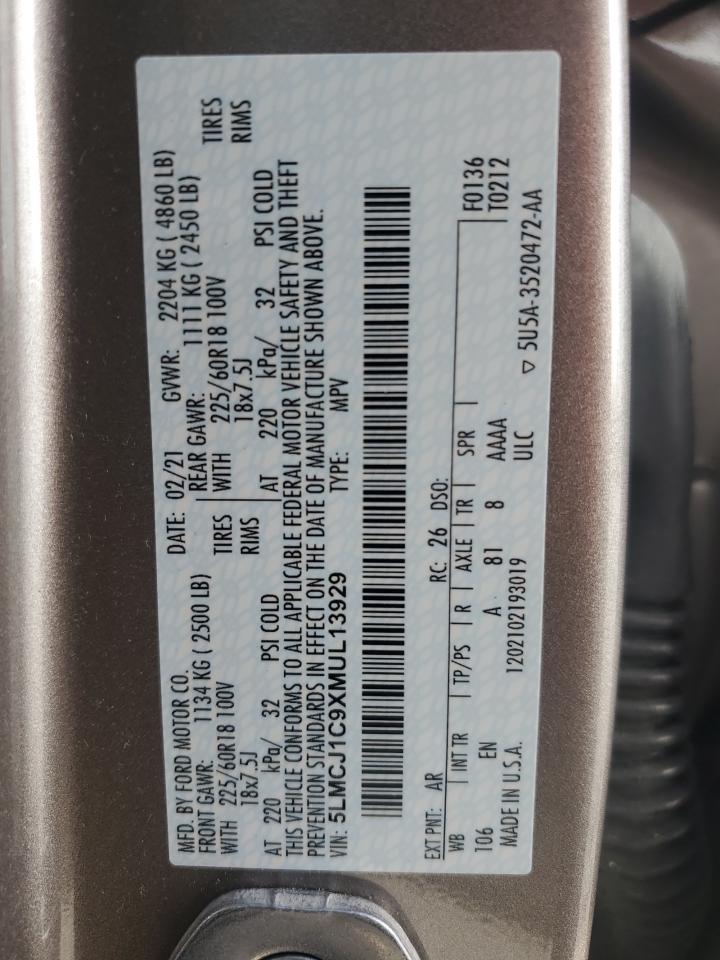 MFD. BY FORD MOTOR CO. DATE: 02/21 GVWR: 2204 KG ( 4860 LB)
FRONT GAWR: 1134 KG ( 2500 LB) REAR GAWR: 1111 KG ( 2450 LB)
WITH 225/60R18 100V TIRES WITH 225/60R18 100V TIRES
18x7.5J RIMS 18x7.5J RIMS
AT 220 kPa/ 32 PSI COLD AT 220 kPa/ 32 PSI COLD
THIS VEHICLE CONFORMS TO ALL APPLICABLE FEDERAL MOTOR VEHICLE SAFETY AND THEFT
PREVENTION STANDARDS IN EFFECT ON THE DATE OF MANUFACTURE SHOWN ABOVE.
VIN: 5LMCJ1C9XMUL13929 TYPE: MPV
EXT PNT: AR RC: 26 DSO: F0136
T0212
WB INT TR TP/PS R AXLE TR SPR
T06 EN A 81 8 AAAA
MADE IN U.S.A. 1202102193019 ULC ▽ 5U5A-3520472-AA